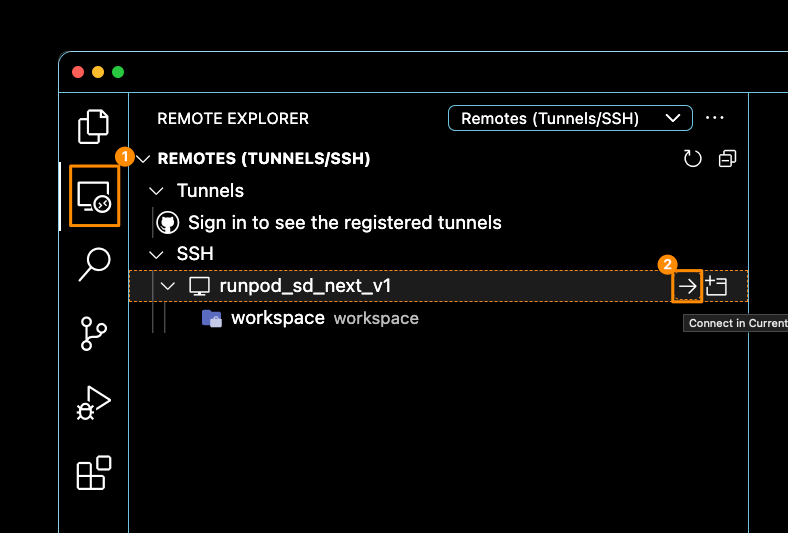 REMOTE EXPLORER
Remotes (Tunnels/SSH)
1
REMOTES (TUNNELS/SSH)
Tunnels
Sign in to see the registered tunnels
SSH
2
runpod_sd_next_v1
workspace workspace
Connect in Current